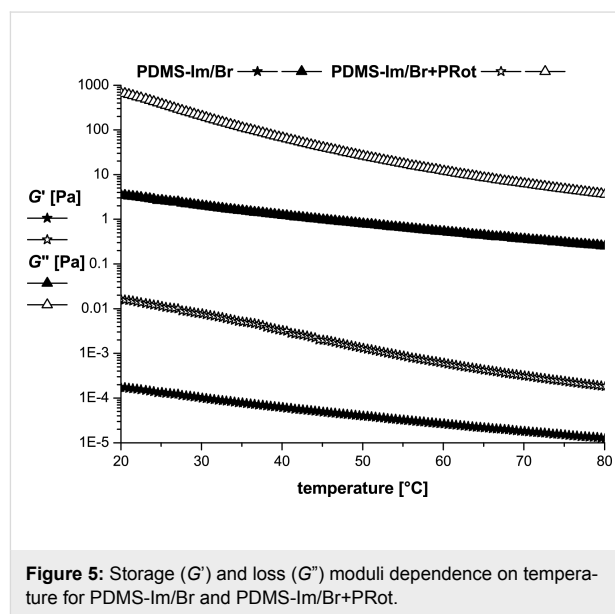 PDMS-Im/Br PDMS-Im/Br+PRot
1000
100
10
1
0.1
0.01
1E-3
1E-4
1E-5
G' [Pa]
G'' [Pa]
20 30 40 50 60 70 80
temperature [°C]
Figure 5: Storage (G') and loss (G”) moduli dependence on tempera-
ture for PDMS-Im/Br and PDMS-Im/Br+PRot.